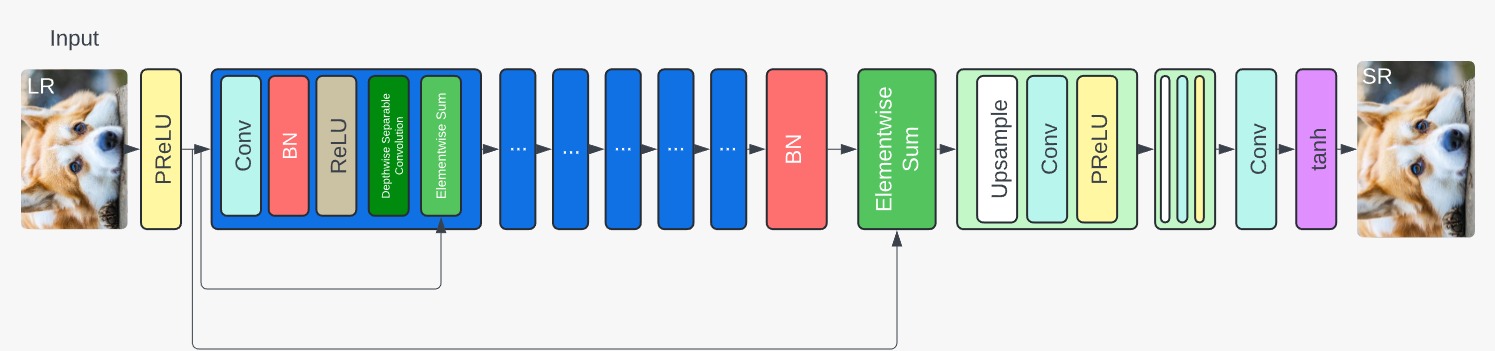 Input
LR
PReLU
Conv
BN
ReLU
Depthwise Separable
Convolution
Elementwise Sum
...
...
...
...
...
BN
Elementwise
Sum
Upsample
Conv
PReLU
Conv
tanh
SR